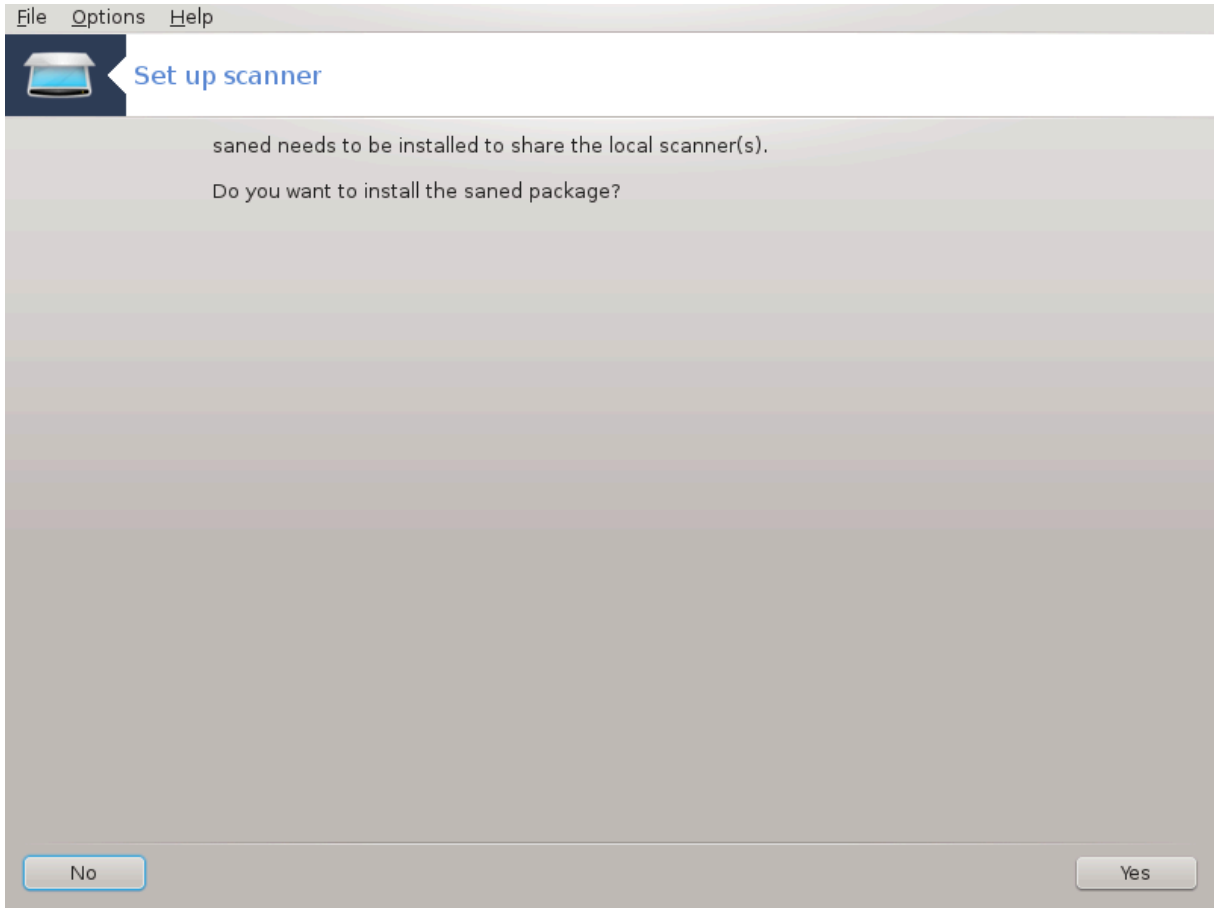 File Options Help
Set up scanner
saned needs to be installed to share the local scanner(s).
Do you want to install the saned package?
No Yes